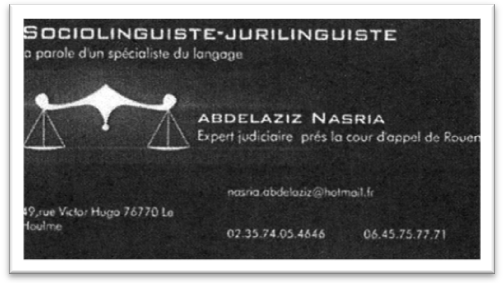 SOCIOLINGUISTE-JURILINGUISTE
a parole d'un spécialiste du langage
ABDELAZIZ NASRIA
Expert judiciaire prés la cour d'appel de Rouen
nasria.abdelaziz@hotmail.fr
49,rue Victor Hugo 76770 Le
Houlme
02.35.74.05.4646 06.45.75.77.71